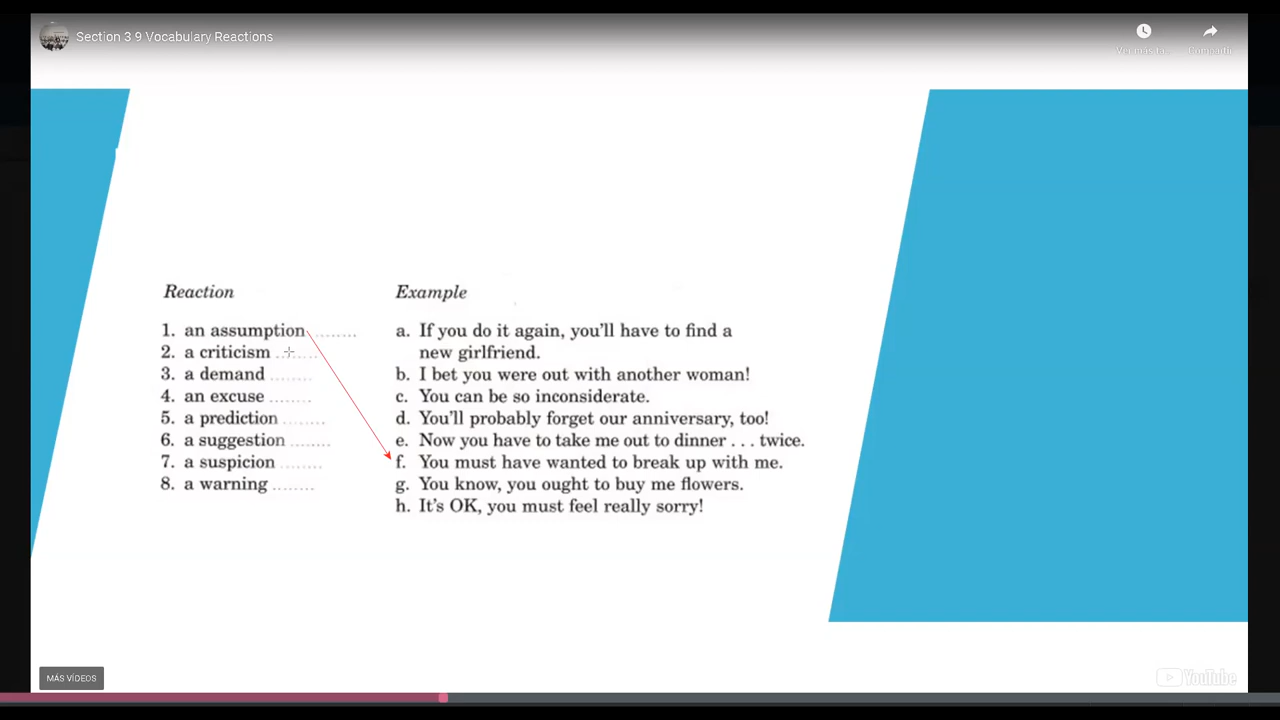 Section 3 9 Vocabulary Reactions
Reaction
1. an assumption ........
2. a criticism ........
3. a demand ........
4. an excuse ........
5. a prediction ........
6. a suggestion ........
7. a suspicion ........
8. a warning ........
Example
a. If you do it again, you'll have to find a
new girlfriend.
b. I bet you were out with another woman!
c. You can be so inconsiderate.
d. You'll probably forget our anniversary, too!
e. Now you have to take me out to dinner . . . twice.
f. You must have wanted to break up with me.
g. You know, you ought to buy me flowers.
h. It's OK, you must feel really sorry!
MÁS VÍDEOS
YouTube